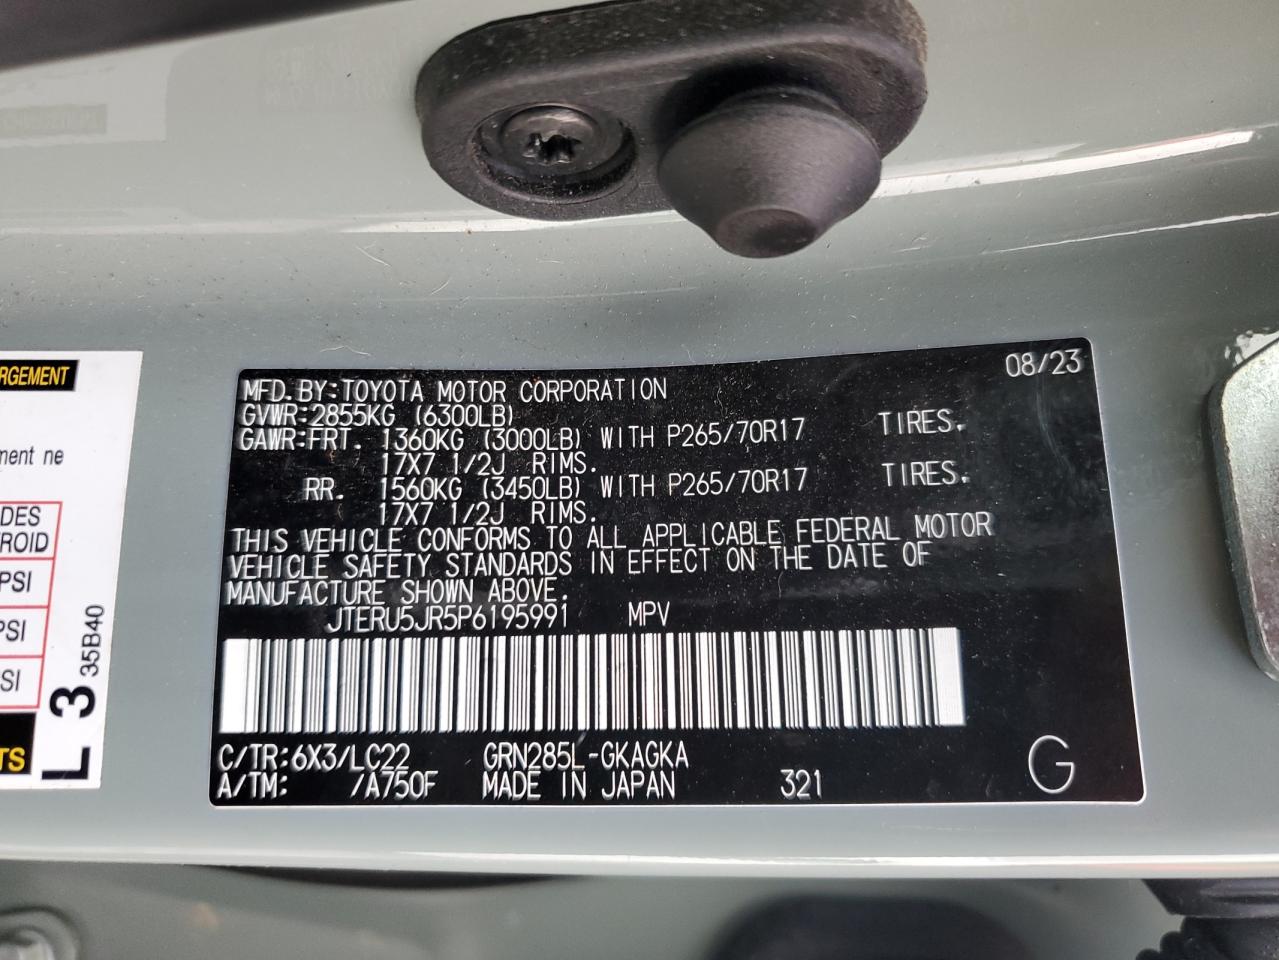 RGEMENT
ment ne
DES
ROID
PSI
PSI
SI
TS
L 3
35B40
08/23
MFD.BY:TOYOTA MOTOR CORPORATION
GVWR:2855KG (6300LB)
GAWR:FRT. 1360KG (3000LB) WITH P265/70R17 TIRES,
17X7 1/2J RIMS.
RR. 1560KG (3450LB) WITH P265/70R17 TIRES,
17X7 1/2J RIMS.
THIS VEHICLE CONFORMS TO ALL APPLICABLE FEDERAL MOTOR
VEHICLE SAFETY STANDARDS IN EFFECT ON THE DATE OF
MANUFACTURE SHOWN ABOVE.
JTERU5JR5P6195991 MPV
C/TR:6X3/LC22 GRN285L-GKAGKA
A/TM: /A750F MADE IN JAPAN 321 G